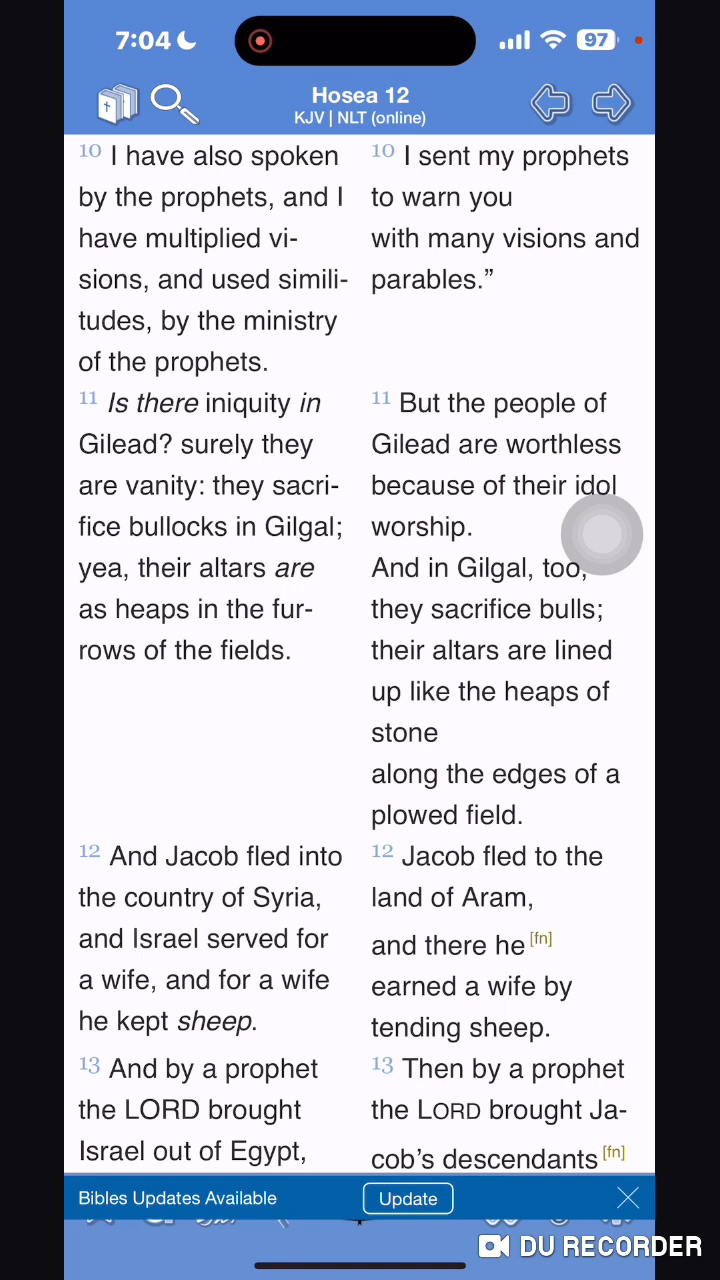 7:04
97
Hosea 12
KJV | NLT (online)
10 I have also spoken
by the prophets, and I
have multiplied vi-
sions, and used simili-
tudes, by the ministry
of the prophets.
11 Is there iniquity in
Gilead? surely they
are vanity: they sacri-
fice bullocks in Gilgal;
yea, their altars are
as heaps in the fur-
rows of the fields.
12 And Jacob fled into
the country of Syria,
and Israel served for
a wife, and for a wife
he kept sheep.
13 And by a prophet
the LORD brought
Israel out of Egypt,
10 I sent my prophets
to warn you
with many visions and
parables.”
11 But the people of
Gilead are worthless
because of their idol
worship.
And in Gilgal, too,
they sacrifice bulls;
their altars are lined
up like the heaps of
stone
along the edges of a
plowed field.
12 Jacob fled to the
land of Aram,
and there he [fn]
earned a wife by
tending sheep.
13 Then by a prophet
the LORD brought Ja-
cob’s descendants [fn]
Bibles Updates Available
Update
DU RECORDER